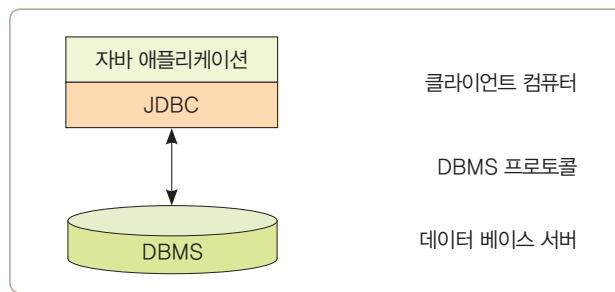 자바 애플리케이션
JDBC
클라이언트 컴퓨터
DBMS 프로토콜
DBMS
데이터 베이스 서버